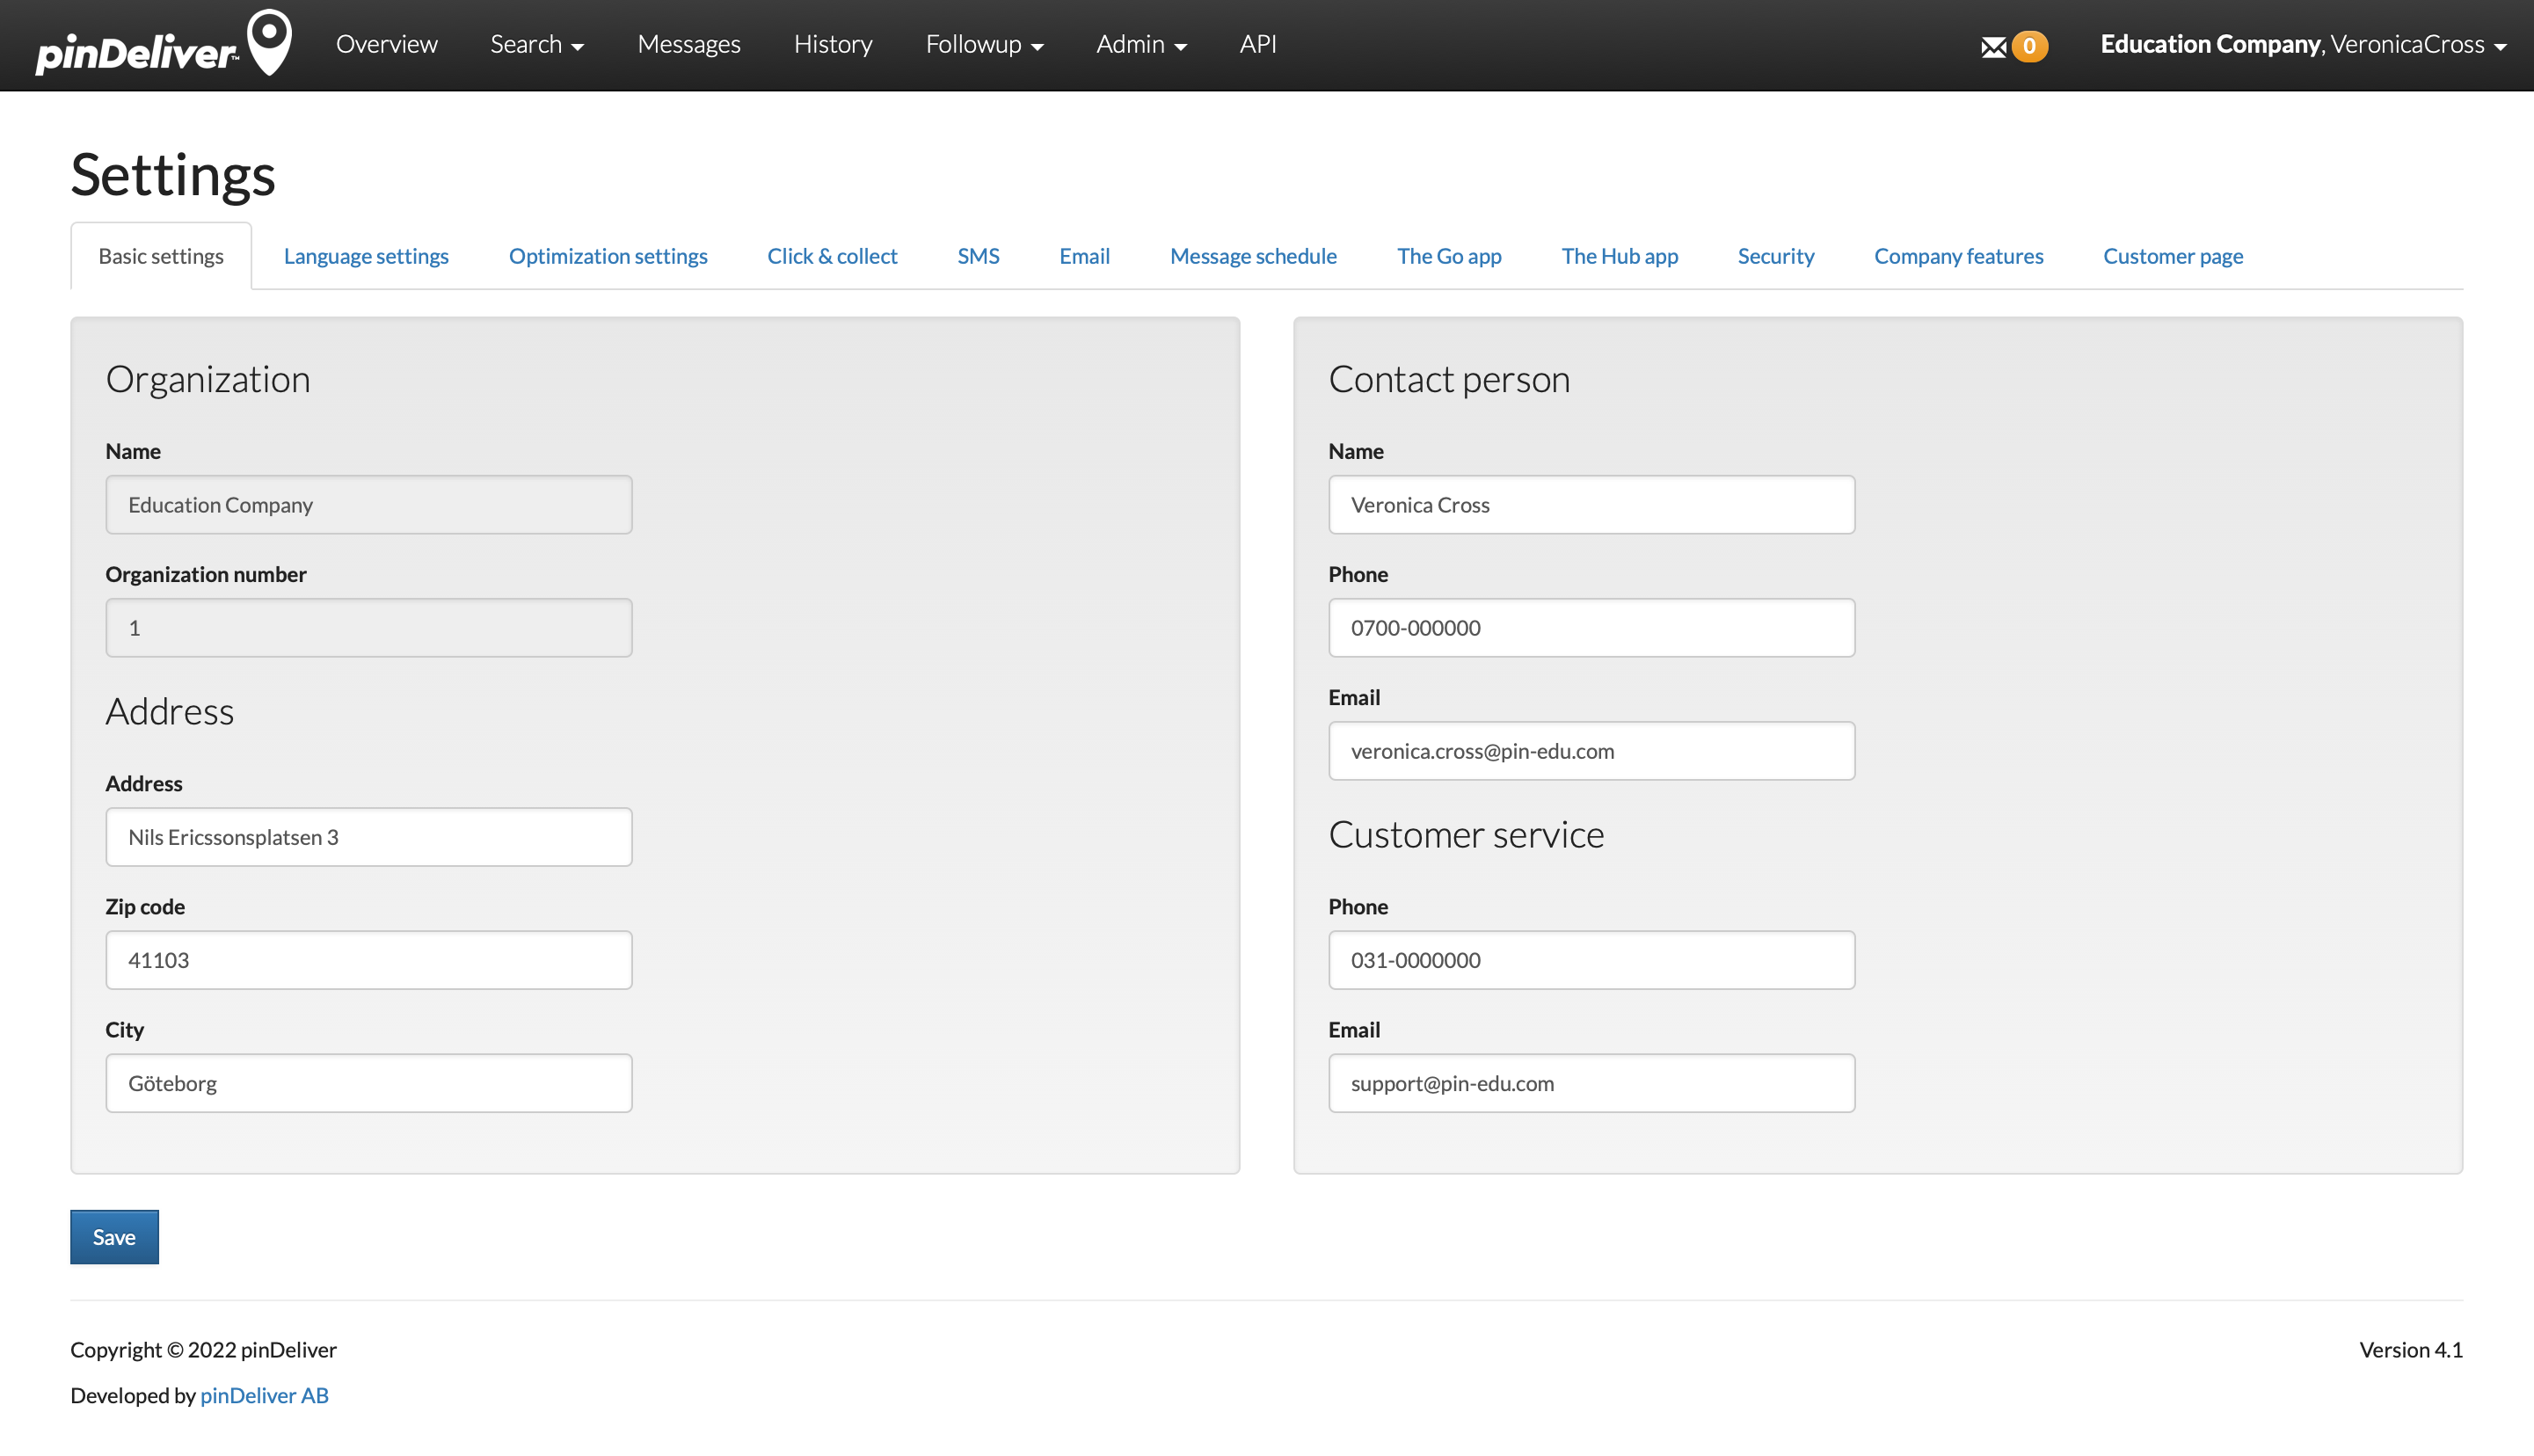 pinDeliver™ Overview Search Messages History Followup Admin API 0 Education Company, VeronicaCross
Settings
Basic settings Language settings Optimization settings Click & collect SMS Email Message schedule The Go app The Hub app Security Company features Customer page
Organization
Name
Education Company
Organization number
1
Address
Address
Nils Ericssonsplatsen 3
Zip code
41103
City
Göteborg
Contact person
Name
Veronica Cross
Phone
0700-000000
Email
veronica.cross@pin-edu.com
Customer service
Phone
031-0000000
Email
support@pin-edu.com
Save
Copyright © 2022 pinDeliver
Version 4.1
Developed by pinDeliver AB